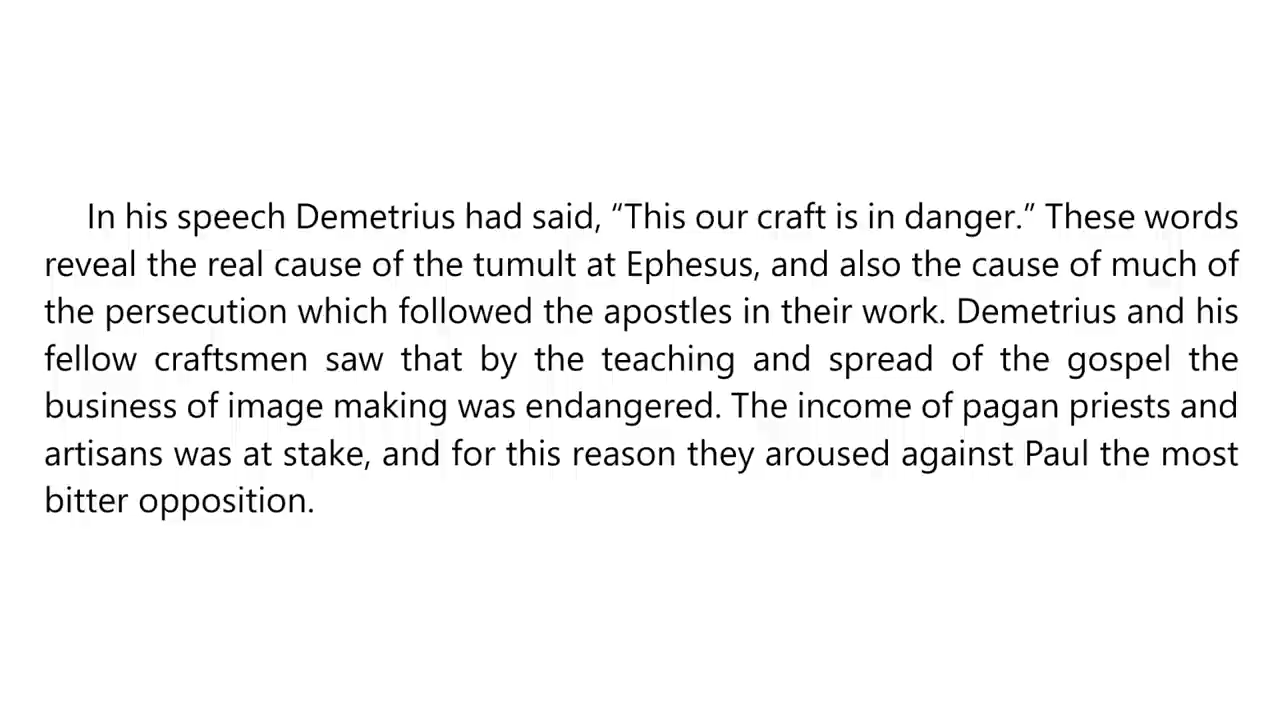 In his speech Demetrius had said, “This our craft is in danger.” These words
reveal the real cause of the tumult at Ephesus, and also the cause of much of
the persecution which followed the apostles in their work. Demetrius and his
fellow craftsmen saw that by the teaching and spread of the gospel the
business of image making was endangered. The income of pagan priests and
artisans was at stake, and for this reason they aroused against Paul the most
bitter opposition.